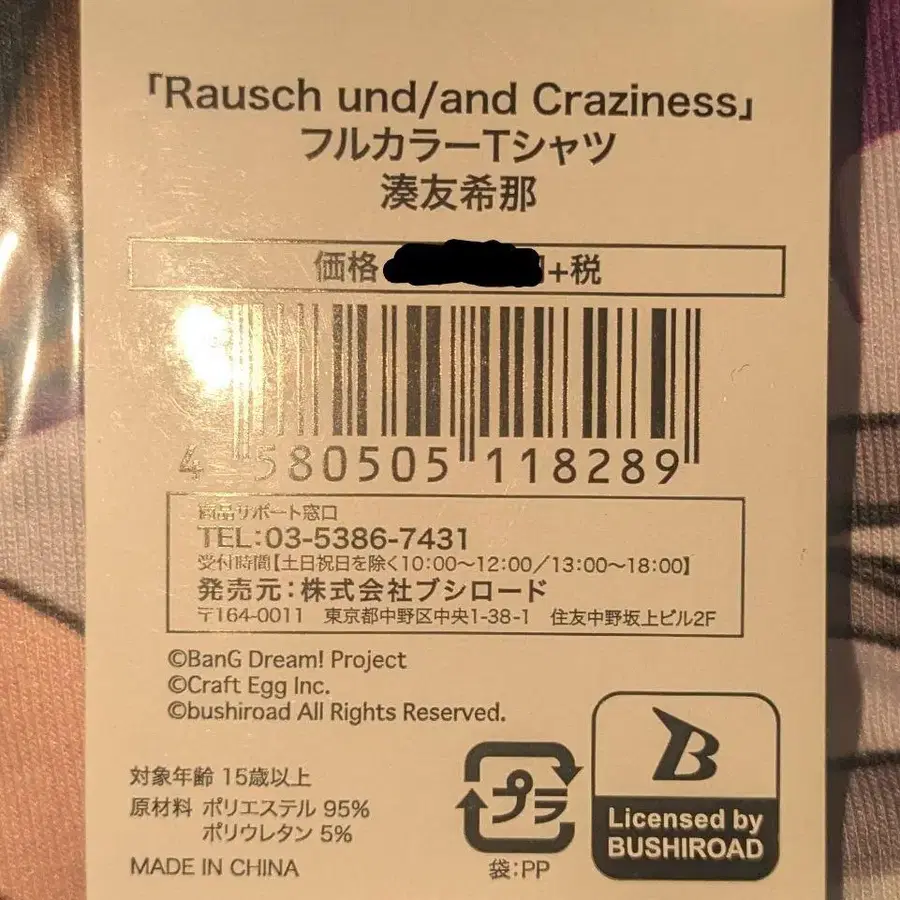 「Rausch und/and Craziness」
フルカラーTシャツ
湊友希那
価格 +税
4 580505 118289
商品サポート窓口
TEL:03-5386-7431
受付時間【土日祝日を除く10:00〜12:00/13:00〜18:00】
発売元:株式会社ブシロード
〒164-0011 東京都中野区中央1-38-1 住友中野坂上ビル2F
©BanG Dream! Project
©Craft Egg Inc.
©bushiroad All Rights Reserved.
対象年齢 15歳以上
原材料 ポリエステル 95%
ポリウレタン 5%
MADE IN CHINA
プラ
袋:PP
B
Licensed by
BUSHIROAD